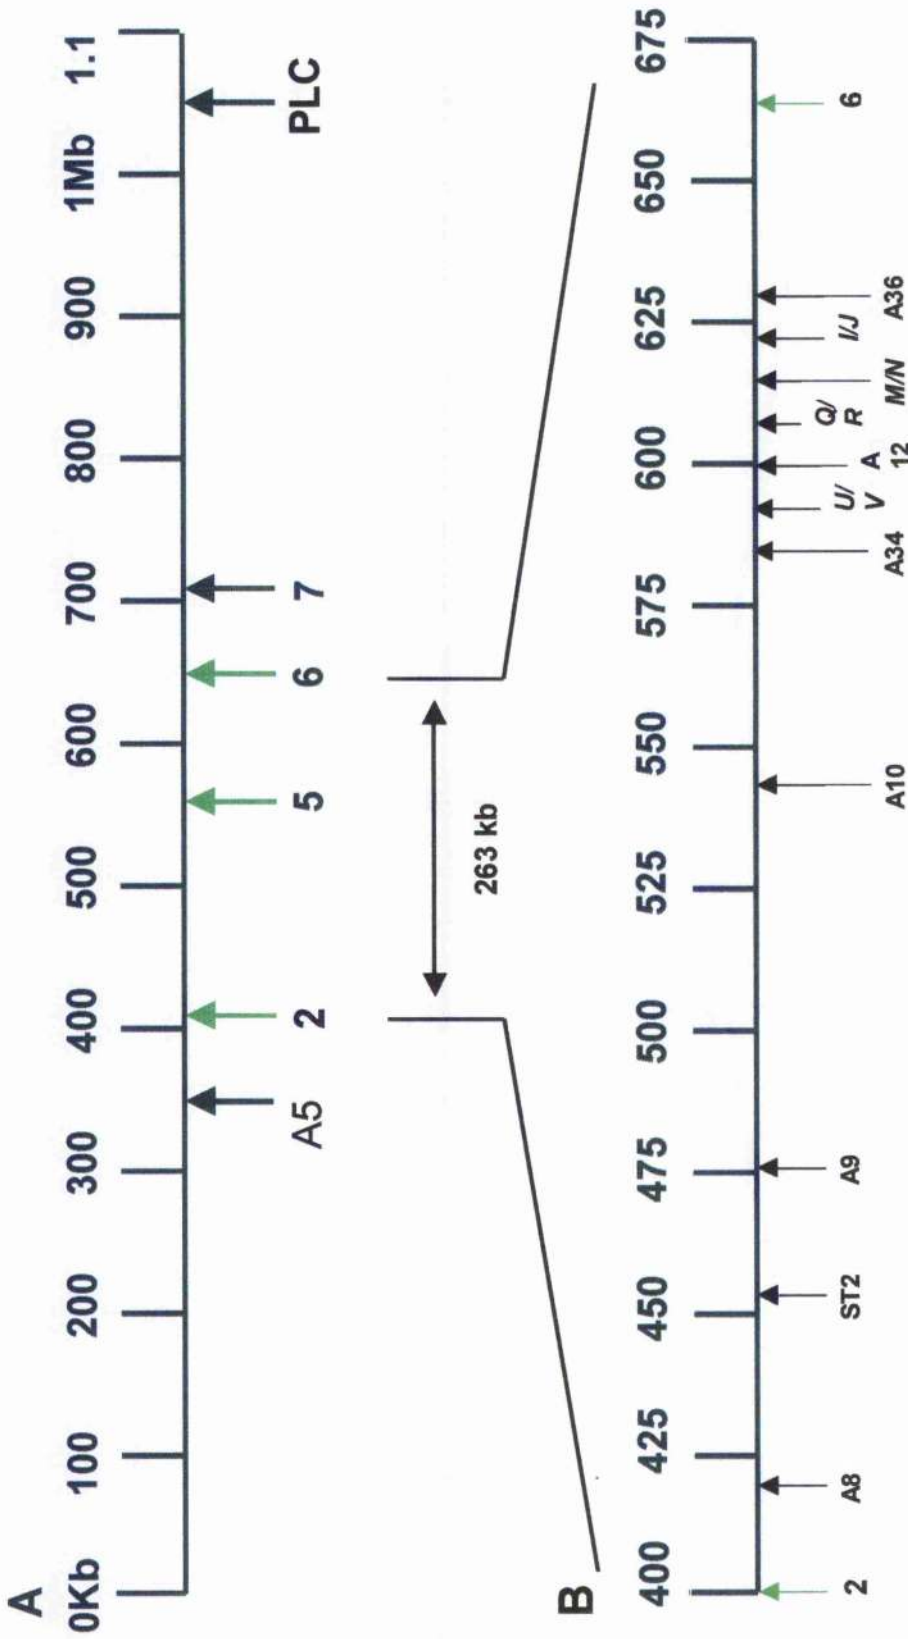 A
0Kb 100 200 300 400 500 600 700 800 900 1Mb 1.1
A5 2 5 6 7 PLC
263 kb
B
400 425 450 475 500 525 550 575 600 625 650 675
2 A8 ST2 A9 A10 A34 U/ A Q/ M/N I/J A36 6
V 12 R